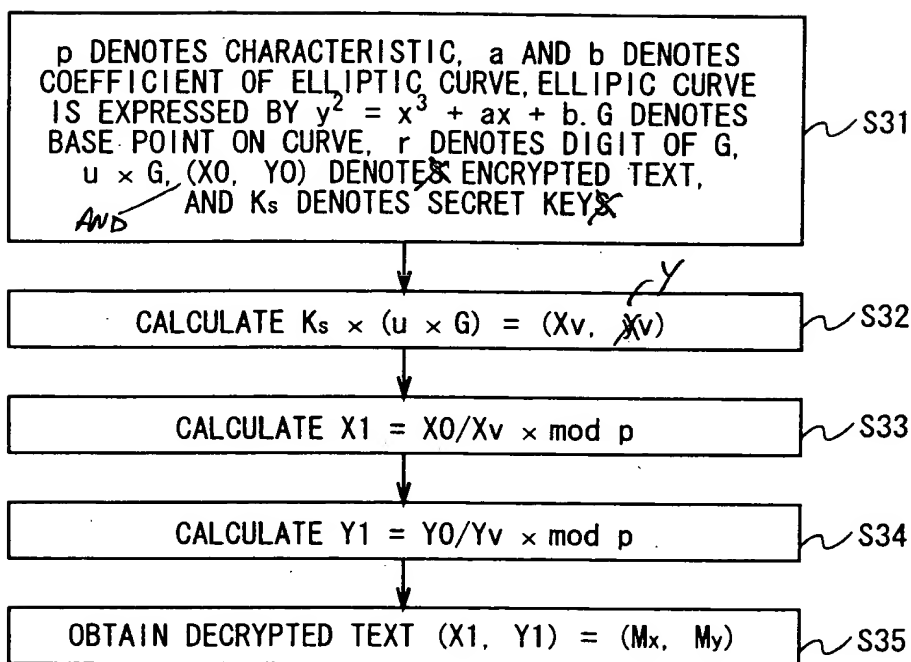 p DENOTES CHARACTERISTIC, a AND b DENOTES
COEFFICIENT OF ELLIPTIC CURVE, ELLIPIC CURVE
IS EXPRESSED BY y² = x³ + ax + b. G DENOTES
BASE POINT ON CURVE, r DENOTES DIGIT OF G,
u × G, (X0, Y0) DENOTES ENCRYPTED TEXT,
AND
AND Ks DENOTES SECRET KEYS
S31
Y
CALCULATE Ks × (u × G) = (Xv, Xv)
S32
CALCULATE X1 = X0/Xv × mod p
S33
CALCULATE Y1 = Y0/Yv × mod p
S34
OBTAIN DECRYPTED TEXT (X1, Y1) = (Mx, My)
S35